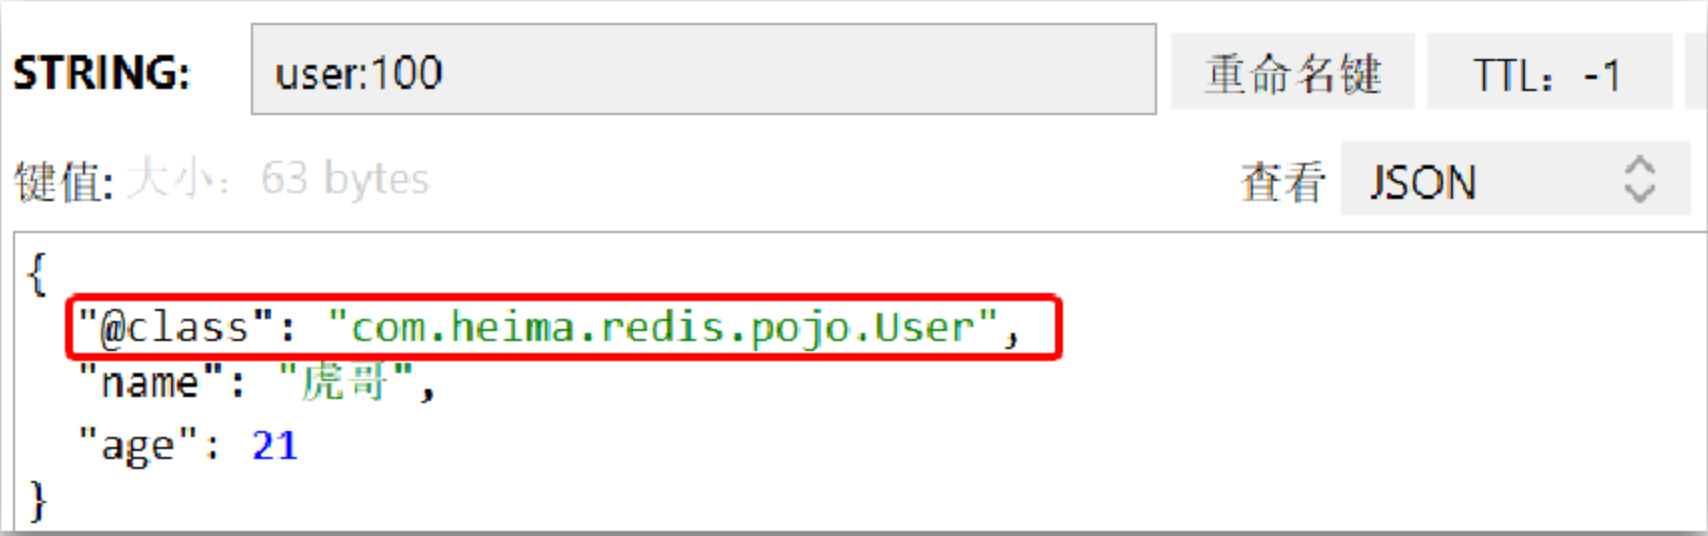 STRING: user:100 重命名键 TTL：-1
键值: 大小：63 bytes 查看 JSON
{
"@class": "com.heima.redis.pojo.User",
"name": "虎哥",
"age": 21
}